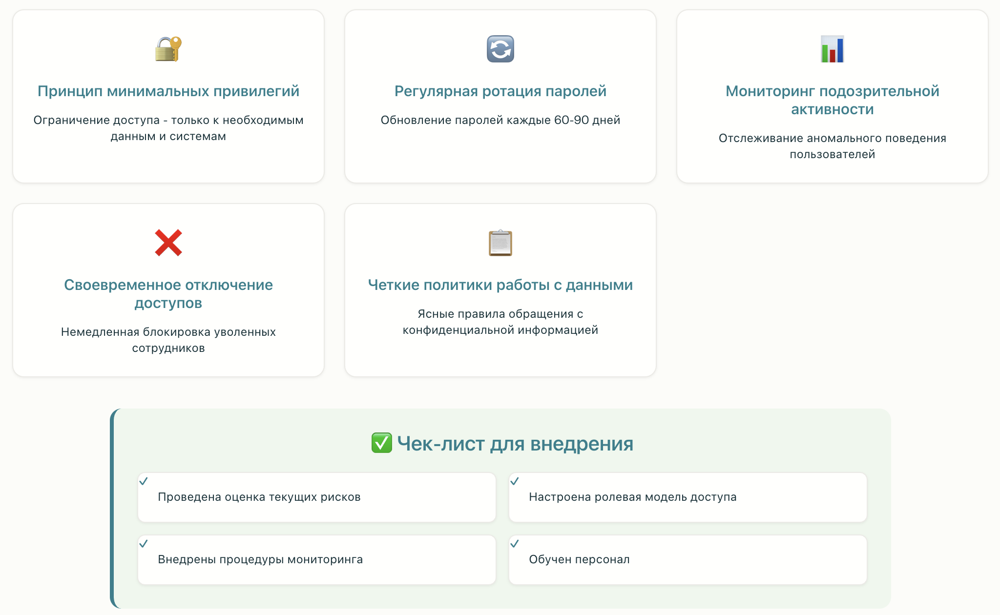 Принцип минимальных привилегий
Ограничение доступа - только к необходимым
данным и системам
Регулярная ротация паролей
Обновление паролей каждые 60-90 дней
Мониторинг подозрительной
активности
Отслеживание аномального поведения
пользователей
Своевременное отключение
доступов
Немедленная блокировка уволенных
сотрудников
Четкие политики работы с данными
Ясные правила обращения с
конфиденциальной информацией
✅ Чек-лист для внедрения
✓ Проведена оценка текущих рисков
✓ Настроена ролевая модель доступа
✓ Внедрены процедуры мониторинга
✓ Обучен персонал